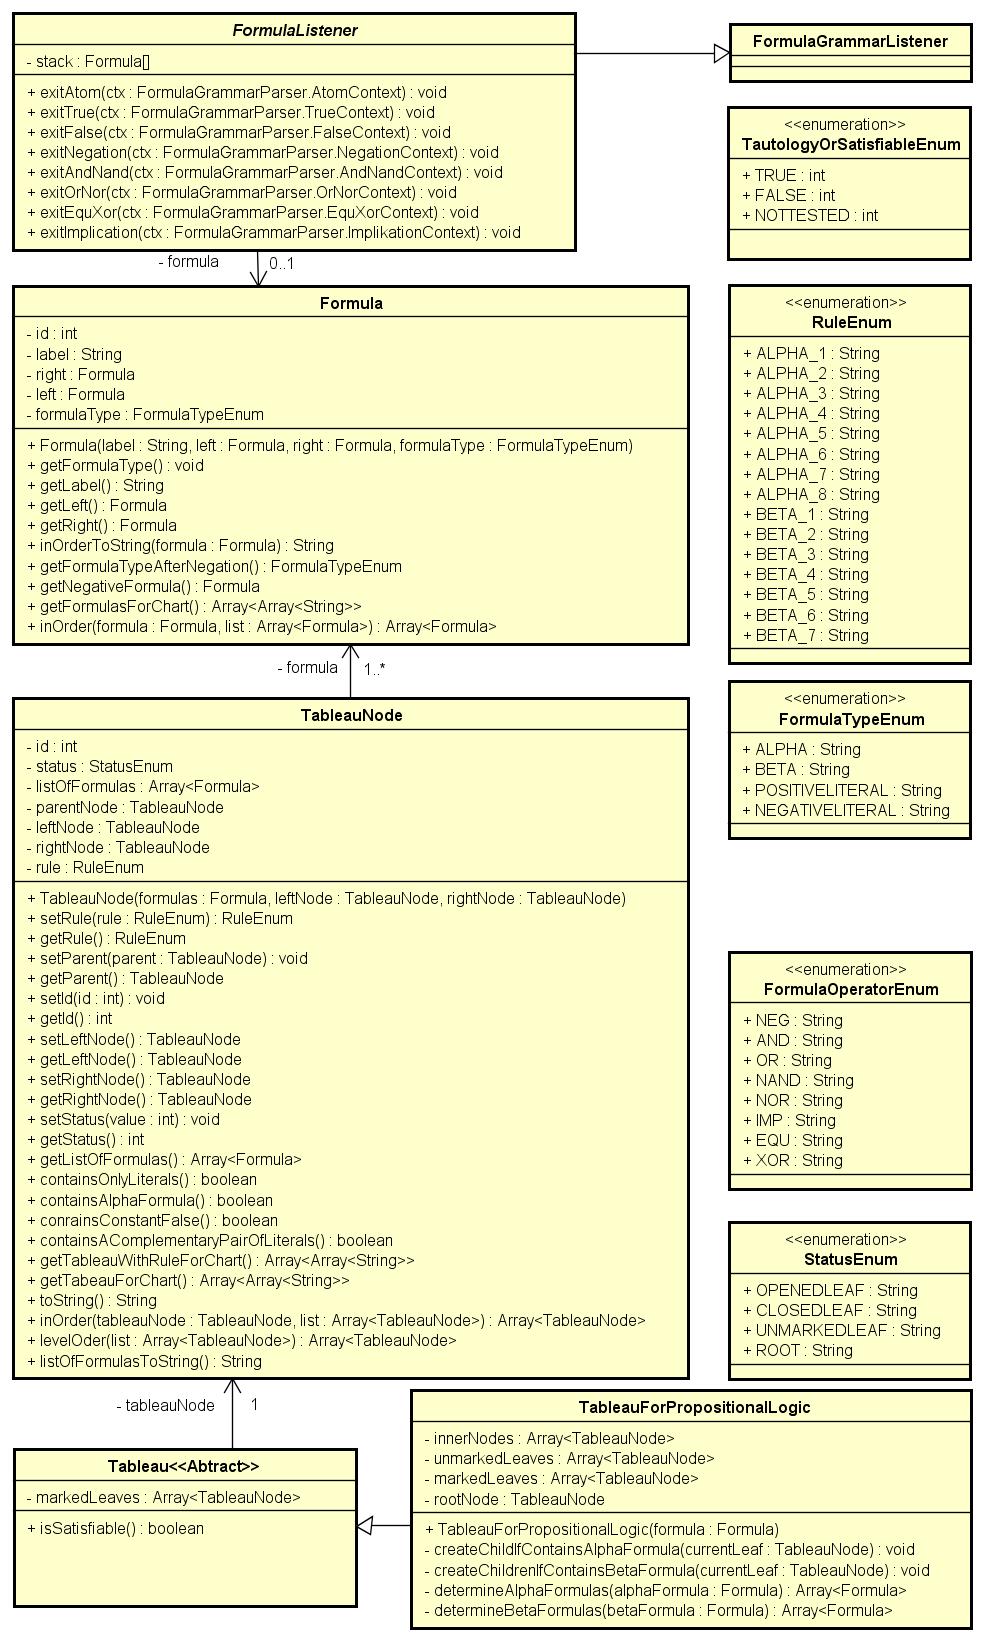 FormulaListener
- stack : Formula[]
+ exitAtom(ctx : FormulaGrammarParser.AtomContext) : void
+ exitTrue(ctx : FormulaGrammarParser.TrueContext) : void
+ exitFalse(ctx : FormulaGrammarParser.FalseContext) : void
+ exitNegation(ctx : FormulaGrammarParser.NegationContext) : void
+ exitAndNand(ctx : FormulaGrammarParser.AndNandContext) : void
+ exitOrNor(ctx : FormulaGrammarParser.OrNorContext) : void
+ exitEquXor(ctx : FormulaGrammarParser.EquXorContext) : void
+ exitImplication(ctx : FormulaGrammarParser.ImplikationContext) : void
- formula
0..1
FormulaGrammarListener
<<enumeration>>
TautologyOrSatisfiableEnum
+ TRUE : int
+ FALSE : int
+ NOTTESTED : int
Formula
- id : int
- label : String
- right : Formula
- left : Formula
- formulaType : FormulaTypeEnum
+ Formula(label : String, left : Formula, right : Formula, formulaType : FormulaTypeEnum)
+ getFormulaType() : void
+ getLabel() : String
+ getLeft() : Formula
+ getRight() : Formula
+ inOrderToString(formula : Formula) : String
+ getFormulaTypeAfterNegation() : FormulaTypeEnum
+ getNegativeFormula() : Formula
+ getFormulasForChart() : Array<Array<String>>
+ inOrder(formula : Formula, list : Array<Formula>) : Array<Formula>
- formula
1..*
<<enumeration>>
RuleEnum
+ ALPHA_1 : String
+ ALPHA_2 : String
+ ALPHA_3 : String
+ ALPHA_4 : String
+ ALPHA_5 : String
+ ALPHA_6 : String
+ ALPHA_7 : String
+ ALPHA_8 : String
+ BETA_1 : String
+ BETA_2 : String
+ BETA_3 : String
+ BETA_4 : String
+ BETA_5 : String
+ BETA_6 : String
+ BETA_7 : String
TableauNode
- id : int
- status : StatusEnum
- listOfFormulas : Array<Formula>
- parentNode : TableauNode
- leftNode : TableauNode
- rightNode : TableauNode
- rule : RuleEnum
+ TableauNode(formulas : Formula, leftNode : TableauNode, rightNode : TableauNode)
+ setRule(rule : RuleEnum) : RuleEnum
+ getRule() : RuleEnum
+ setParent(parent : TableauNode) : void
+ getParent() : TableauNode
+ setId(id : int) : void
+ getId() : int
+ setLeftNode() : TableauNode
+ getLeftNode() : TableauNode
+ setRightNode() : TableauNode
+ getRightNode() : TableauNode
+ setStatus(value : int) : void
+ getStatus() : int
+ getListOfFormulas() : Array<Formula>
+ containsOnlyLiterals() : boolean
+ containsAlphaFormula() : boolean
+ conrainsConstantFalse() : boolean
+ containsAComplementaryPairOfLiterals() : boolean
+ getTableauWithRuleForChart() : Array<Array<String>>
+ getTabeauForChart() : Array<Array<String>>
+ toString() : String
+ inOrder(tableauNode : TableauNode, list : Array<TableauNode>) : Array<TableauNode>
+ levelOder(list : Array<TableauNode>) : Array<TableauNode>
+ listOfFormulasToString() : String
<<enumeration>>
FormulaTypeEnum
+ ALPHA : String
+ BETA : String
+ POSITIVELITERAL : String
+ NEGATIVELITERAL : String
<<enumeration>>
FormulaOperatorEnum
+ NEG : String
+ AND : String
+ OR : String
+ NAND : String
+ NOR : String
+ IMP : String
+ EQU : String
+ XOR : String
<<enumeration>>
StatusEnum
+ OPENEDLEAF : String
+ CLOSEDLEAF : String
+ UNMARKEDLEAF : String
+ ROOT : String
- tableauNode
1
Tableau<<Abtract>>
- markedLeaves : Array<TableauNode>
+ isSatisfiable() : boolean
TableauForPropositionalLogic
- innerNodes : Array<TableauNode>
- unmarkedLeaves : Array<TableauNode>
- markedLeaves : Array<TableauNode>
- rootNode : TableauNode
+ TableauForPropositionalLogic(formula : Formula)
- createChildIfContainsAlphaFormula(currentLeaf : TableauNode) : void
- createChildrenIfContainsBetaFormula(currentLeaf : TableauNode) : void
- determineAlphaFormulas(alphaFormula : Formula) : Array<Formula>
- determineBetaFormulas(betaFormula : Formula) : Array<Formula>